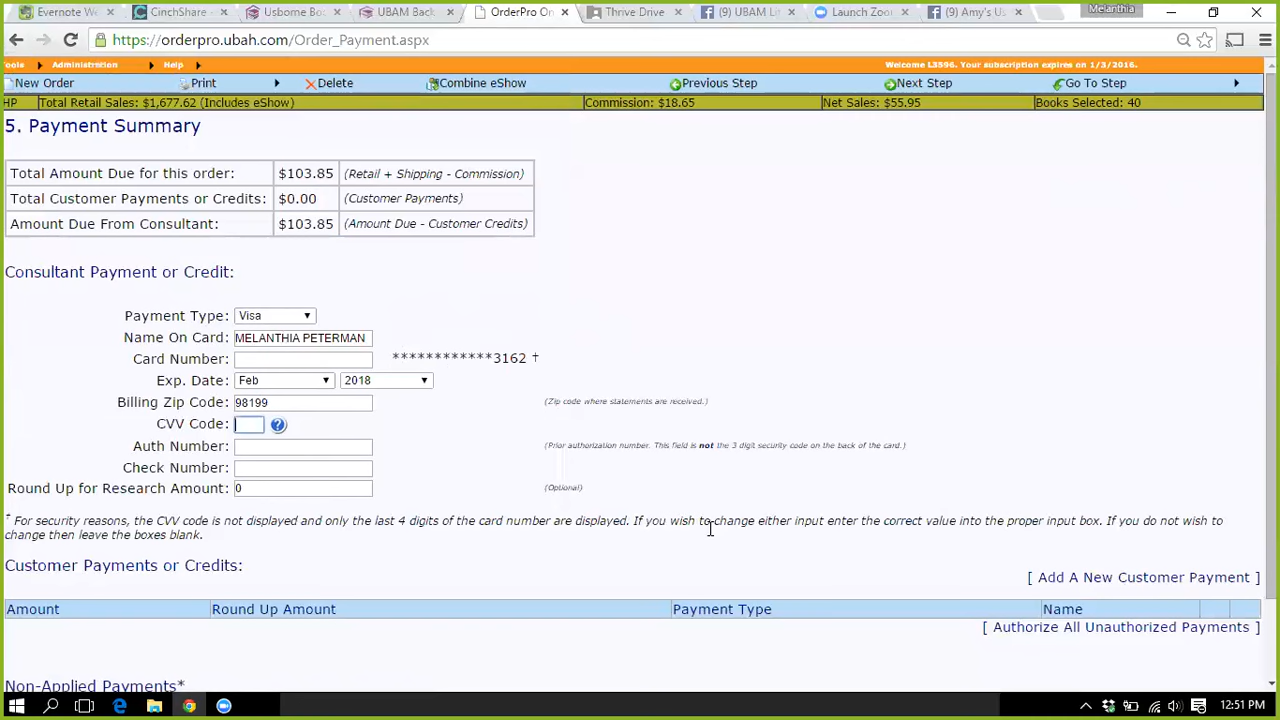 Evernote We
CinchShare -
Usborne Boo
UBAM Back
OrderPro On
Thrive Drive
(9) UBAM Li
Launch Zoo
(9) Amy's Us
Melanthia
https://orderpro.ubah.com/Order_Payment.aspx
Tools Administration Help Welcome L3596. Your subscription expires on 1/3/2016.
New Order Print Delete Combine eShow Previous Step Next Step Go To Step
HP Total Retail Sales: $1,677.62 (Includes eShow) Commission: $18.65 Net Sales: $55.95 Books Selected: 40
5. Payment Summary
Total Amount Due for this order: $103.85 (Retail + Shipping - Commission)
Total Customer Payments or Credits: $0.00 (Customer Payments)
Amount Due From Consultant: $103.85 (Amount Due - Customer Credits)
Consultant Payment or Credit:
Payment Type: Visa
Name On Card: MELANTHIA PETERMAN
Card Number: ************3162 †
Exp. Date: Feb 2018
Billing Zip Code: 98199 (Zip code where statements are received.)
CVV Code: ?
Auth Number: (Prior authorization number. This field is not the 3 digit security code on the back of the card.)
Check Number:
Round Up for Research Amount: 0 (Optional)
† For security reasons, the CVV code is not displayed and only the last 4 digits of the card number are displayed. If you wish to change either input enter the correct value into the proper input box. If you do not wish to
change then leave the boxes blank.
Customer Payments or Credits:
[ Add A New Customer Payment ]
Amount Round Up Amount Payment Type Name
[ Authorize All Unauthorized Payments ]
Non-Applied Payments*
12:51 PM